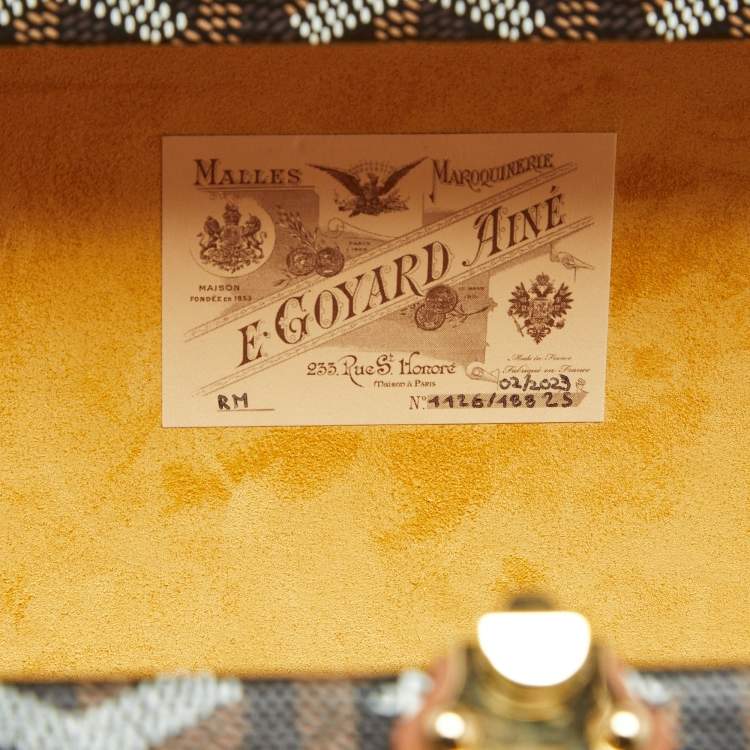 MALLES
MAROQUINERIE
MAISON
FONDÉE EN 1853
PARIS
E. GOYARD AINÉ
233, Rue St. Honoré
Maison à PARIS
Made in France
Fabriqué en France
02/2023
RM
N° 1126/188 25